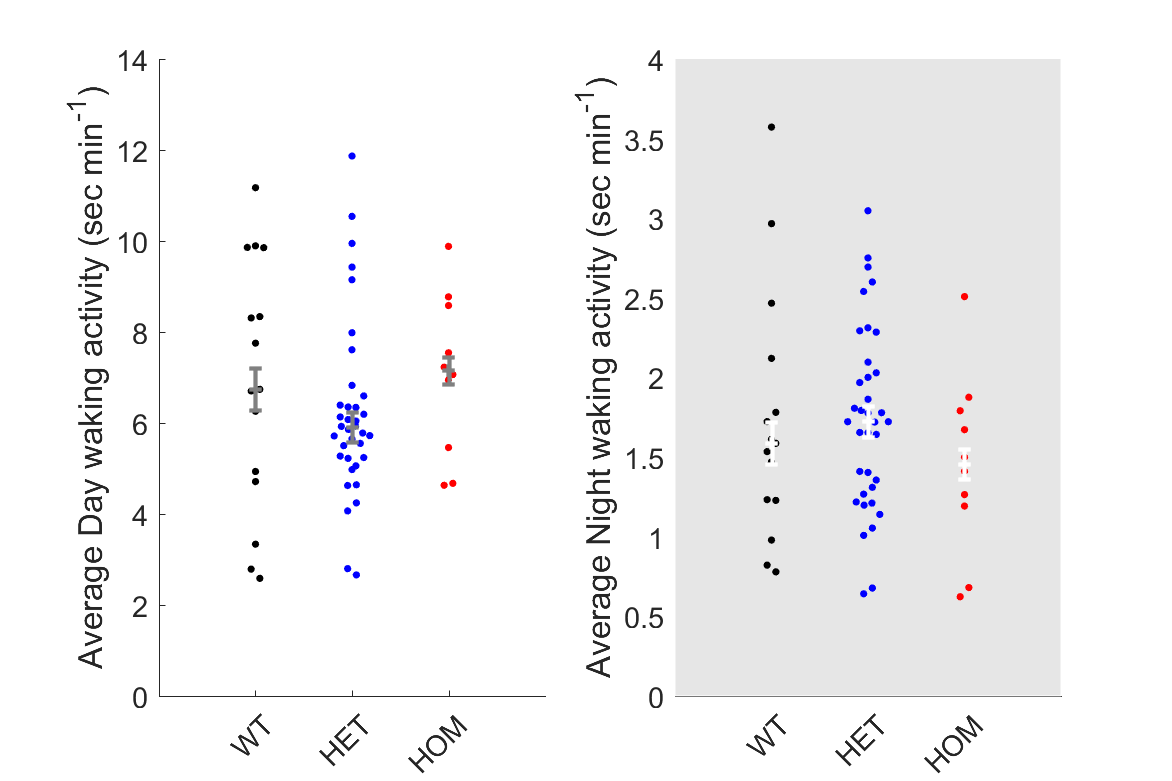 Average Day waking activity (sec min-1)
14
12
10
8
6
4
2
0
WT
HET
HOM
Average Night waking activity (sec min-1)
4
3.5
3
2.5
2
1.5
1
0.5
0
WT
HET
HOM